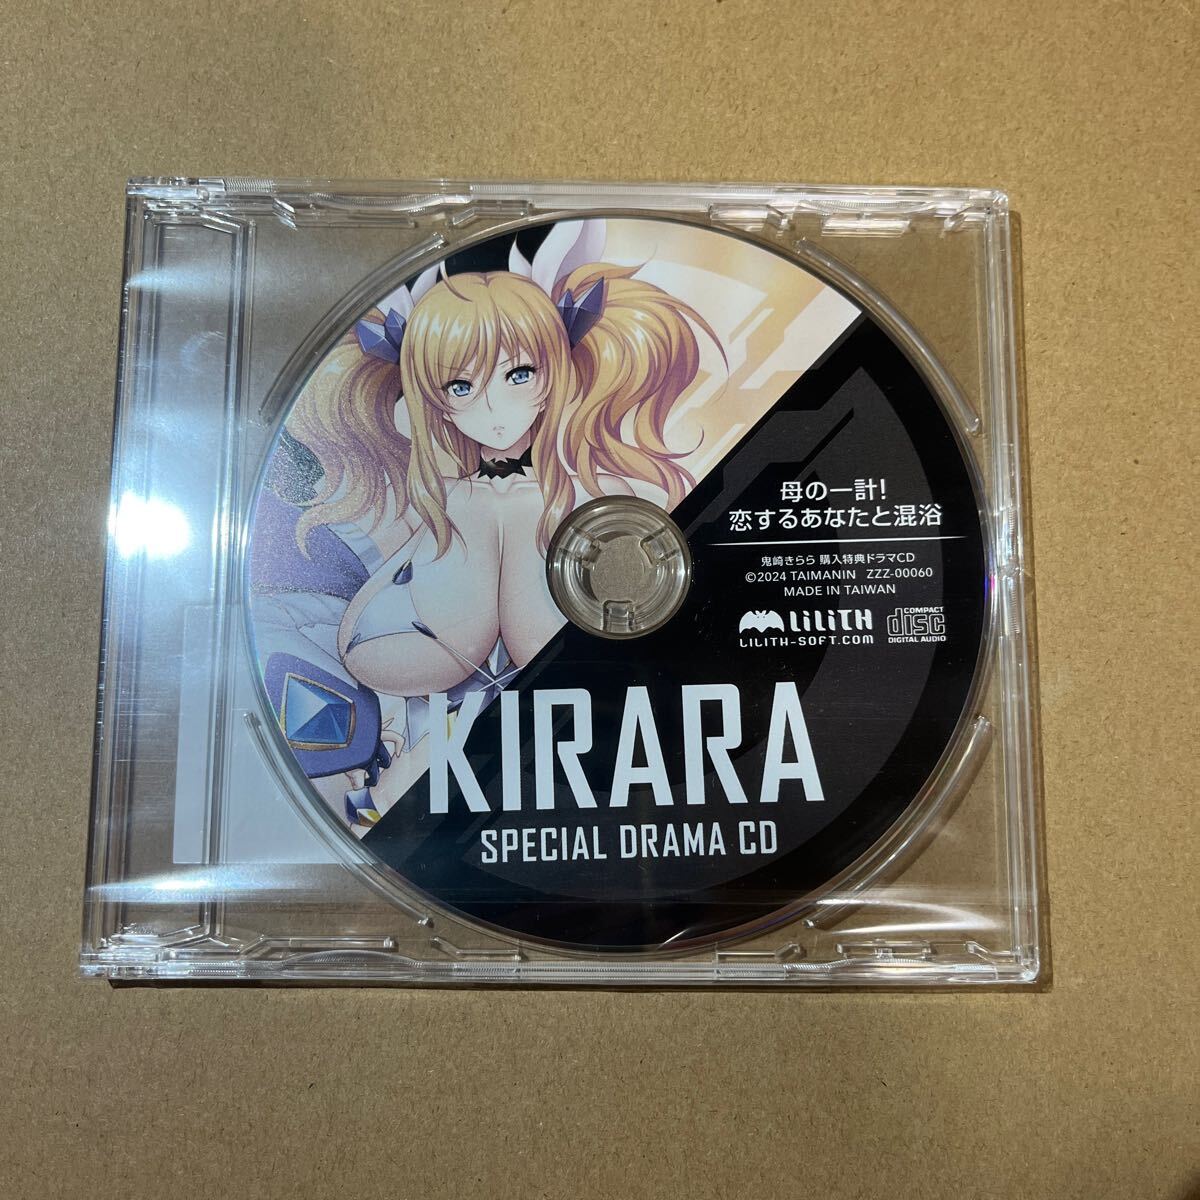 母の一計!
恋するあなたと混浴
鬼崎きらら 購入特典ドラマCD
©2024 TAIMANIN ZZZ-00060
MADE IN TAIWAN
LiLiTH
LILITH-SOFT.COM
COMPACT
disc
DIGITAL AUDIO
KIRARA
SPECIAL DRAMA CD